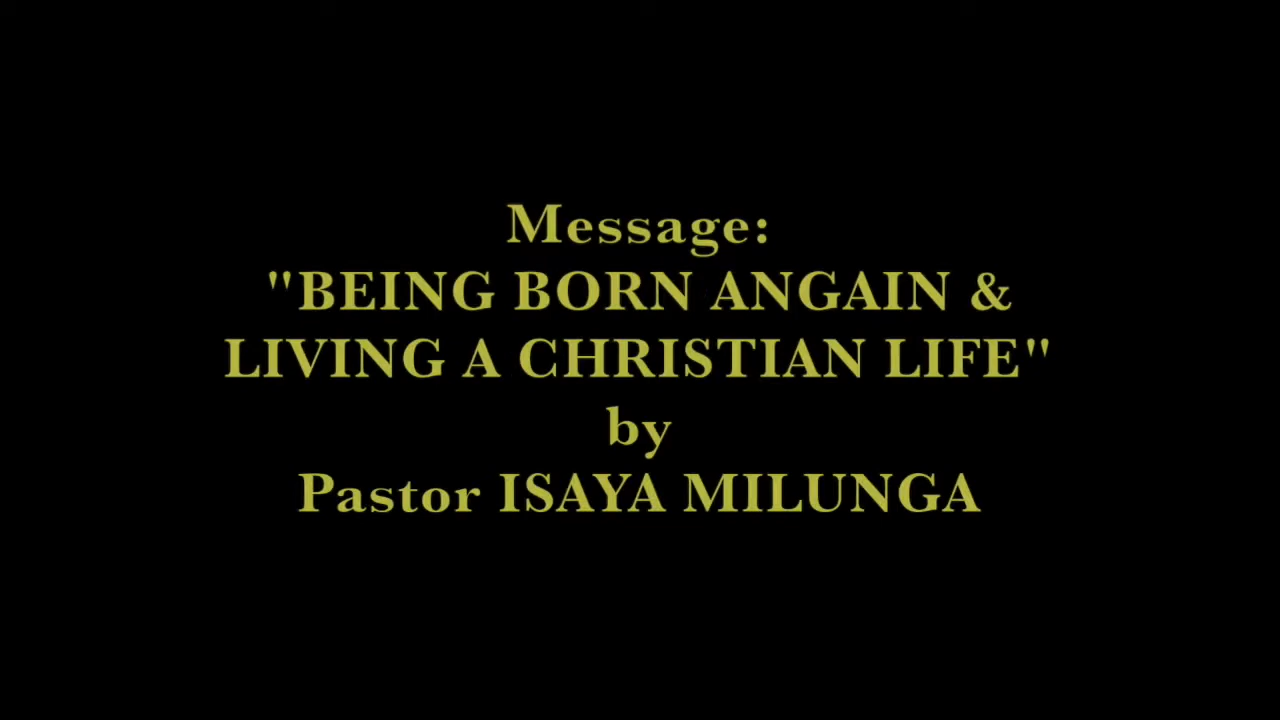 Message:
"BEING BORN ANGAIN &
LIVING A CHRISTIAN LIFE"
by
Pastor ISAYA MILUNGA